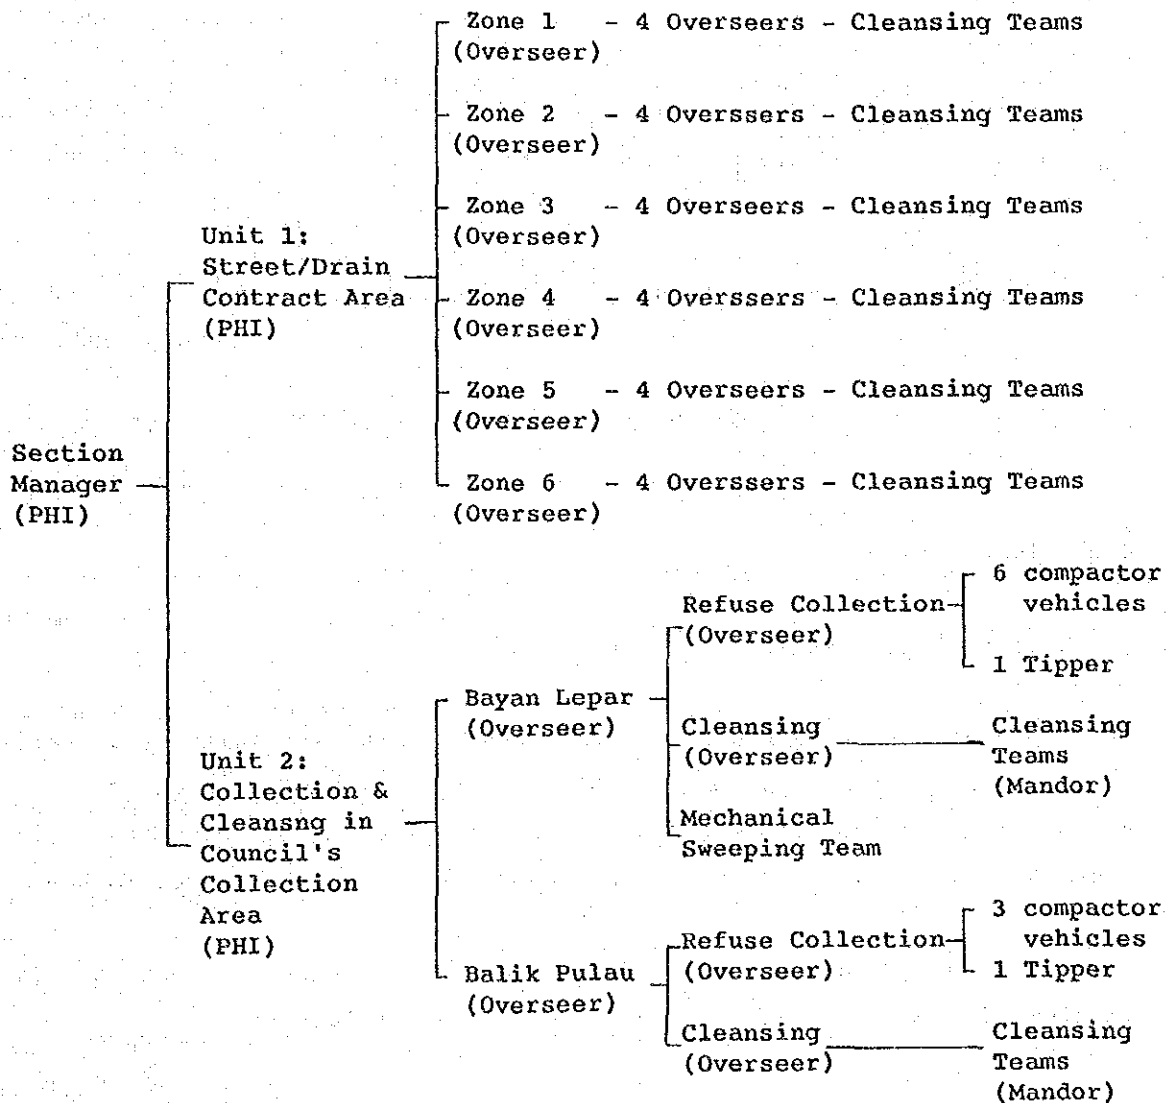 Section
Manager
(PHI)
Unit 1:
Street/Drain
Contract Area
(PHI)
Zone 1 - 4 Overseers - Cleansing Teams
(Overseer)
Zone 2 - 4 Overssers - Cleansing Teams
(Overseer)
Zone 3 - 4 Overseers - Cleansing Teams
(Overseer)
Zone 4 - 4 Overssers - Cleansing Teams
(Overseer)
Zone 5 - 4 Overseers - Cleansing Teams
(Overseer)
Zone 6 - 4 Overssers - Cleansing Teams
(Overseer)
Unit 2:
Collection &
Cleansng in
Council's
Collection
Area
(PHI)
Bayan Lepar
(Overseer)
Refuse Collection
(Overseer)
6 compactor
vehicles
1 Tipper
Cleansing
(Overseer)
Cleansing
Teams
(Mandor)
Mechanical
Sweeping Team
Balik Pulau
(Overseer)
Refuse Collection
(Overseer)
3 compactor
vehicles
1 Tipper
Cleansing
(Overseer)
Cleansing
Teams
(Mandor)